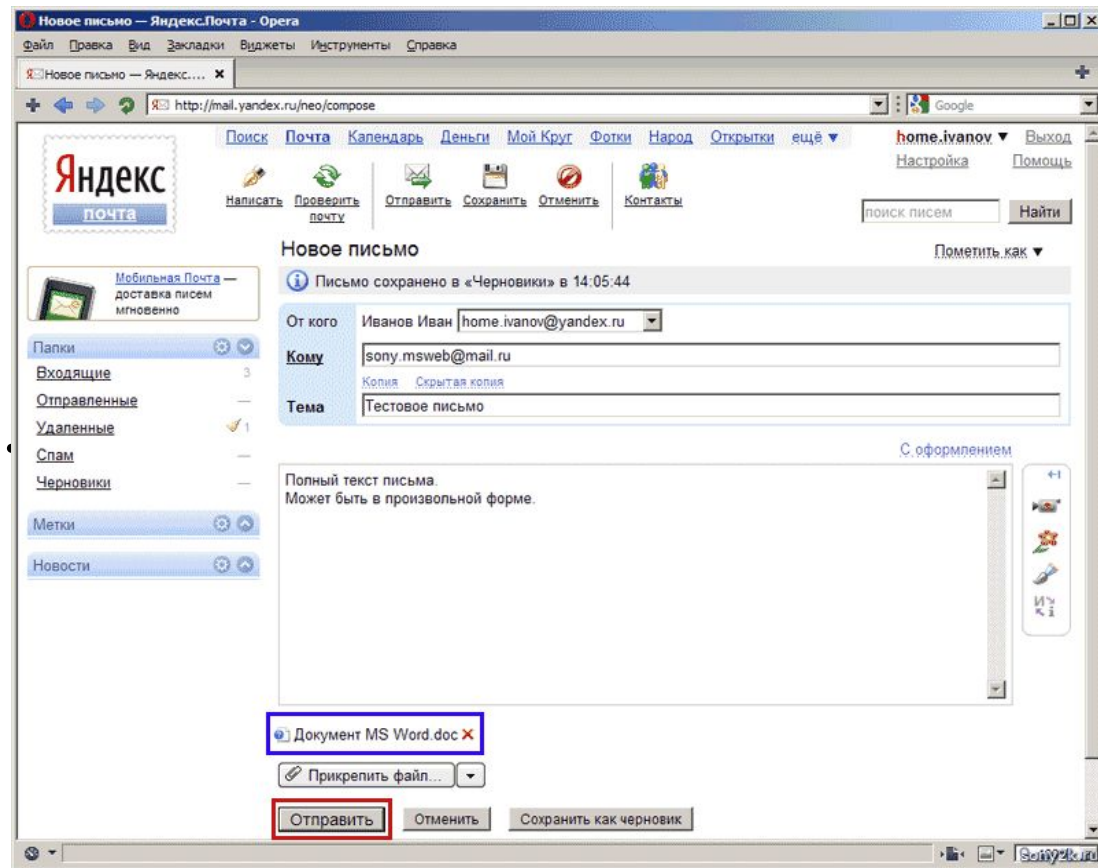 Новое письмо — Яндекс.Почта - Opera
Файл Правка Вид Закладки Виджеты Инструменты Справка
Новое письмо — Яндекс....
http://mail.yandex.ru/neo/compose
Google
Яндекс
почта
Поиск Почта Календарь Деньги Мой Круг Фотки Народ Открытки ещё
home.ivanov Выход
Настройка Помощь
Написать Проверить почту Отправить Сохранить Отменить Контакты
поиск писем Найти
Новое письмо
Пометить как
Мобильная Почта —
доставка писем
мгновенно
Письмо сохранено в «Черновики» в 14:05:44
От кого Иванов Иван home.ivanov@yandex.ru
Кому sony.msweb@mail.ru
Копия Скрытая копия
Тема Тестовое письмо
Папки
Входящие 3
Отправленные —
Удаленные 1
Спам —
Черновики —
Метки
Новости
С оформлением
Полный текст письма.
Может быть в произвольной форме.
Документ MS Word.doc
Прикрепить файл...
Отправить Отменить Сохранить как черновик